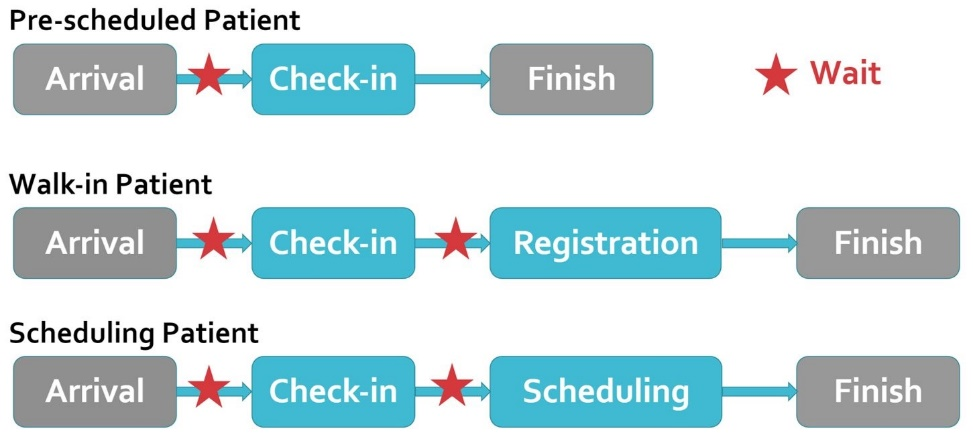 Pre-scheduled Patient
Arrival Check-in Finish
Wait
Walk-in Patient
Arrival Check-in Registration Finish
Scheduling Patient
Arrival Check-in Scheduling Finish